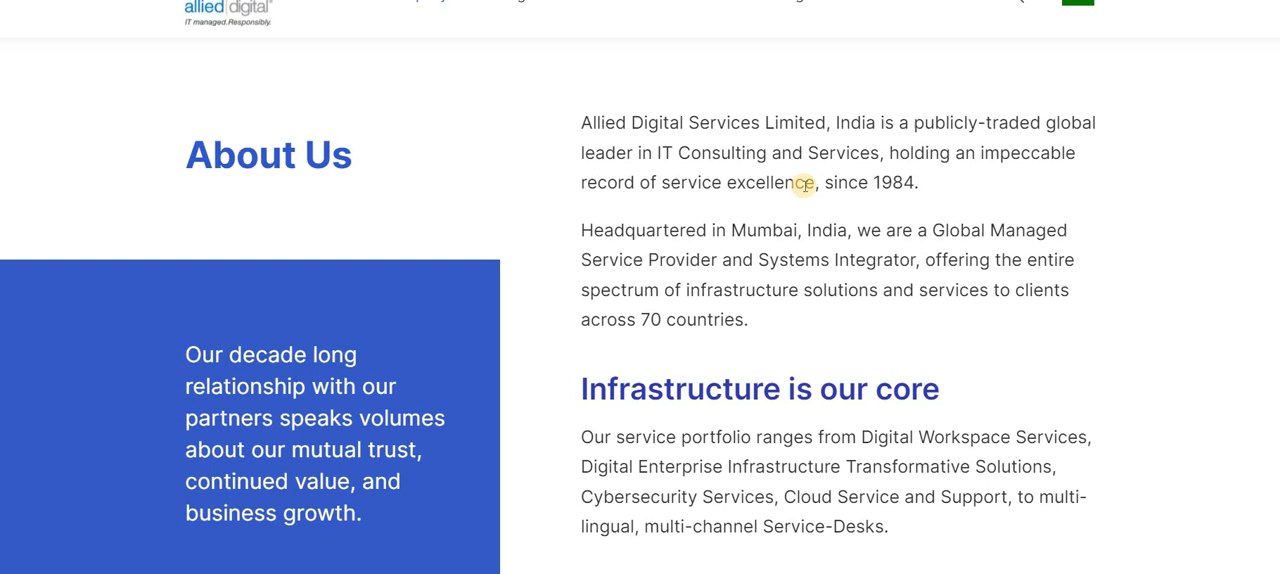 allied digital
IT managed.Responsibly.
About Us
Our decade long
relationship with our
partners speaks volumes
about our mutual trust,
continued value, and
business growth.
Allied Digital Services Limited, India is a publicly-traded global
leader in IT Consulting and Services, holding an impeccable
record of service excellence, since 1984.
Headquartered in Mumbai, India, we are a Global Managed
Service Provider and Systems Integrator, offering the entire
spectrum of infrastructure solutions and services to clients
across 70 countries.
Infrastructure is our core
Our service portfolio ranges from Digital Workspace Services,
Digital Enterprise Infrastructure Transformative Solutions,
Cybersecurity Services, Cloud Service and Support, to multi-
lingual, multi-channel Service-Desks.